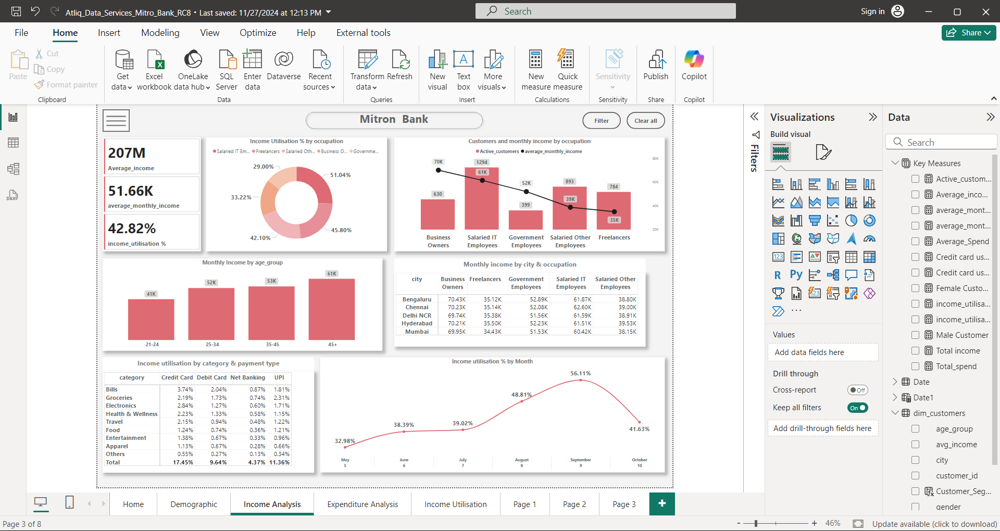 Atliq_Data_Services_Mitro_Bank_RC8 • Last saved: 11/27/2024 at 12:13 PM
Search
Sign in
File Home Insert Modeling View Optimize Help External tools
Share
Paste
Cut
Copy
Format painter
Clipboard
Get data
Excel workbook
OneLake data hub
SQL Server
Enter data
Dataverse
Recent sources
Data
Transform data
Refresh
Queries
New visual
Text box
More visuals
Insert
New measure
Quick measure
Calculations
Sensitivity
Sensitivity
Publish
Share
Copilot
Copilot
DAX
Mitron Bank
Filter
Clear all
207M
Average_income
51.66K
average_monthly_income
42.82%
income_utilisation %
Income Utilisation % by occupation
Salaried IT Em... Freelancers Salaried Oth... Business O... Governme...
29.00%
51.04%
33.22%
45.80%
42.10%
Customers and monthly income by occupation
Active_customers average_monthly_income
70K 1294 61K 52K 893 39K 784 35K
630 399
80K
60K
40K
20K
Business Owners
Salaried IT Employees
Government Employees
Salaried Other Employees
Freelancers
Monthly Income by age_group
41K 52K 53K 61K
21-24 25-34 35-45 45+
Monthly income by city & occupation
city Business Owners Freelancers Government Employees Salaried IT Employees Salaried Other Employees
Bengaluru 70.43K 35.12K 52.89K 61.87K 38.80K
Chennai 70.23K 35.14K 52.08K 62.60K 39.00K
Delhi NCR 69.74K 35.38K 51.56K 61.59K 38.91K
Hyderabad 70.21K 35.50K 52.23K 61.51K 39.53K
Mumbai 69.95K 34.43K 51.53K 60.42K 38.15K
Income utilisation by category & payment type
category Credit Card Debit Card Net Banking UPI
Bills 3.74% 2.04% 0.87% 1.81%
Groceries 2.19% 1.73% 0.74% 2.31%
Electronics 2.84% 1.27% 0.60% 1.71%
Health & Wellness 2.23% 1.33% 0.58% 1.15%
Travel 2.15% 0.94% 0.48% 1.22%
Food 1.24% 0.74% 0.36% 1.21%
Entertainment 1.38% 0.67% 0.33% 0.96%
Apparel 1.13% 0.67% 0.28% 0.66%
Others 0.55% 0.27% 0.13% 0.34%
Total 17.45% 9.64% 4.37% 11.36%
Income utilisation % by Month
32.98% 38.39% 39.02% 48.81% 56.11% 41.63%
May June July August September October
5 6 7 8 9 10
Filters
Visualizations
Build visual
123
R
Py
123
Values
Add data fields here
Drill through
Cross-report Off
Keep all filters On
Add drill-through fields here
Data
Search
Key Measures
Active_custom...
Average_inco...
average_mont...
average_mont...
Average_Spend
Credit card us...
Credit card us...
Female Custo...
income_utilisa...
income_utilisa...
Male Customer
Total income
Total_spend
Date
Date1
dim_customers
age_group
avg_income
city
customer_id
Customer_Seg...
gender
Home Demographic Income Analysis Expenditure Analysis Income Utilisation Page 1 Page 2 Page 3 +
Page 3 of 8
- + 46%
Update available (click to download)